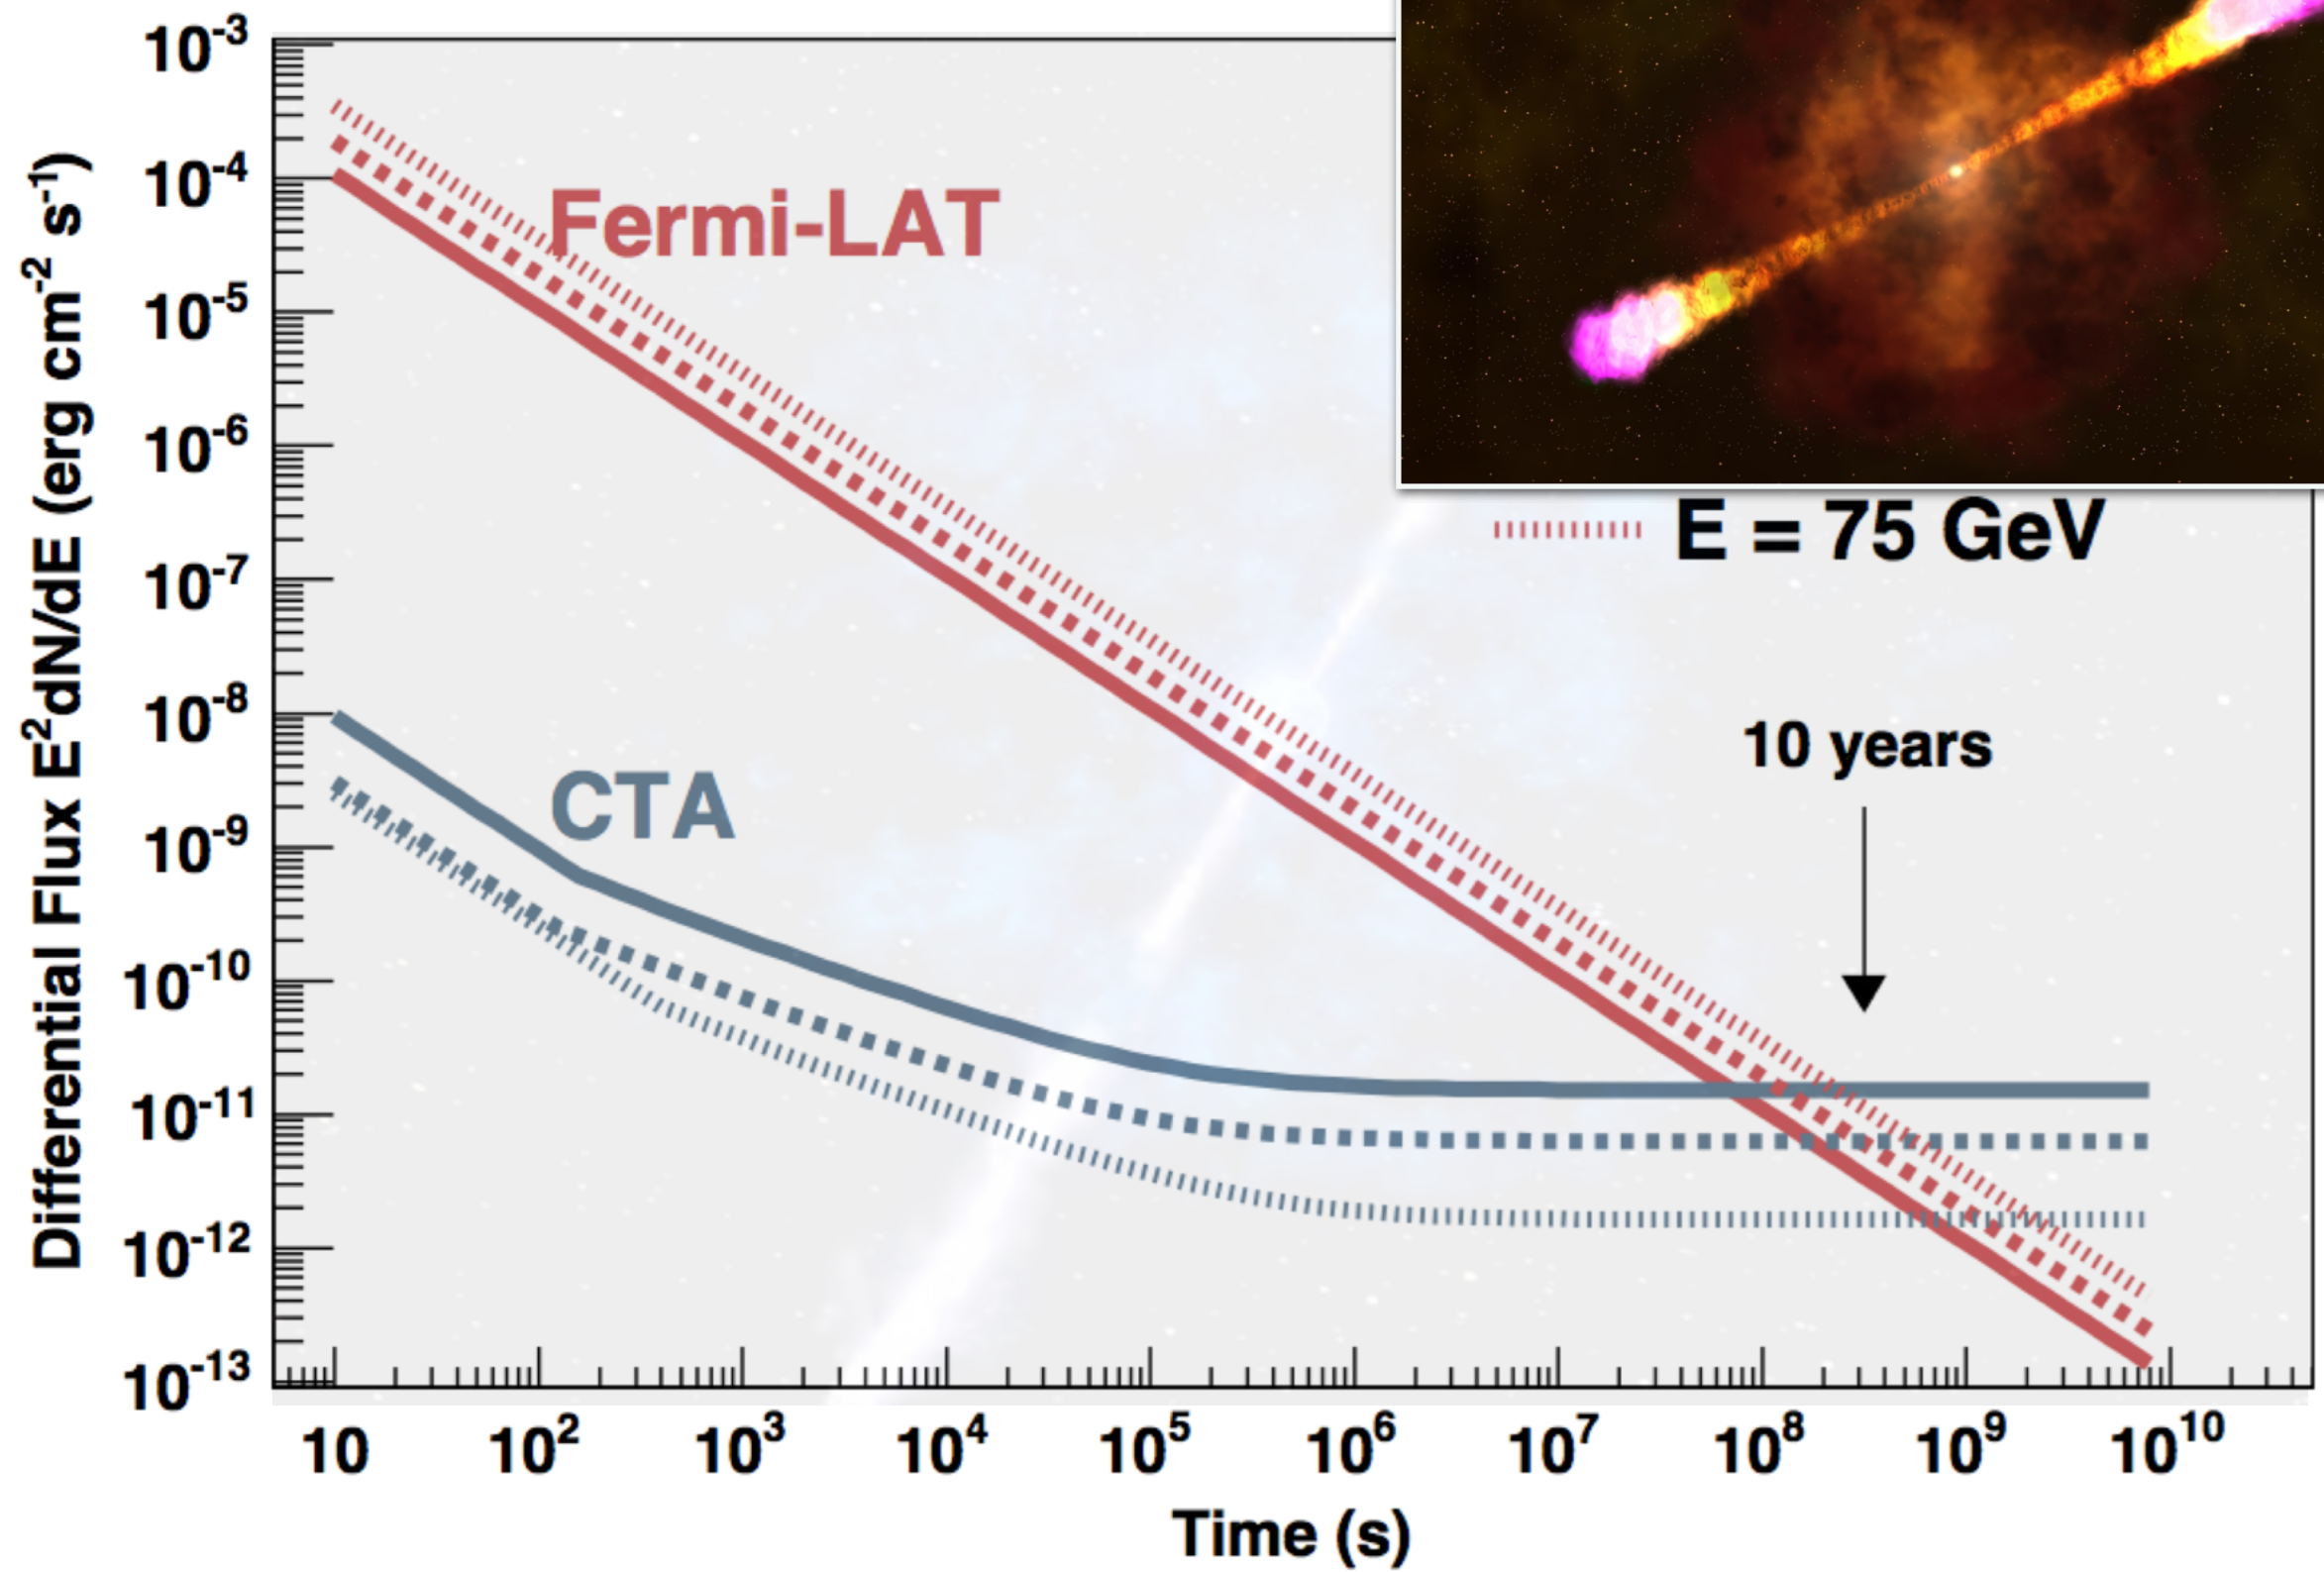 Differential Flux E²dN/dE (erg cm⁻² s⁻¹)
10⁻³
10⁻⁴
10⁻⁵
10⁻⁶
10⁻⁷
10⁻⁸
10⁻⁹
10⁻¹⁰
10⁻¹¹
10⁻¹²
10⁻¹³
Fermi-LAT
CTA
E = 75 GeV
10 years
10 10² 10³ 10⁴ 10⁵ 10⁶ 10⁷ 10⁸ 10⁹ 10¹⁰
Time (s)